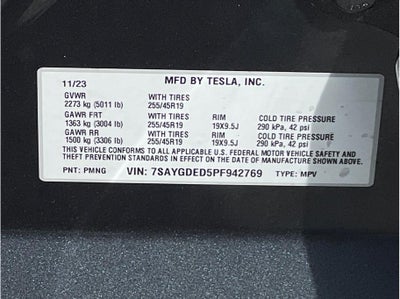 11/23 MFD BY TESLA, INC.
GVWR WITH TIRES
2273 kg (5011 lb) 255/45R19
GAWR FRT WITH TIRES RIM COLD TIRE PRESSURE
1363 kg (3004 lb) 255/45R19 19X9.5J 290 kPa, 42 psi
GAWR RR WITH TIRES RIM COLD TIRE PRESSURE
1500 kg (3306 lb) 255/45R19 19X9.5J 290 kPa, 42 psi
THIS VEHICLE CONFORMS TO ALL APPLICABLE U.S. FEDERAL MOTOR VEHICLE SAFETY AND
THEFT PREVENTION STANDARDS IN EFFECT ON THE DATE OF MANUFACTURE SHOWN ABOVE.
PNT: PMNG VIN: 7SAYGDED5PF942769 TYPE: MPV